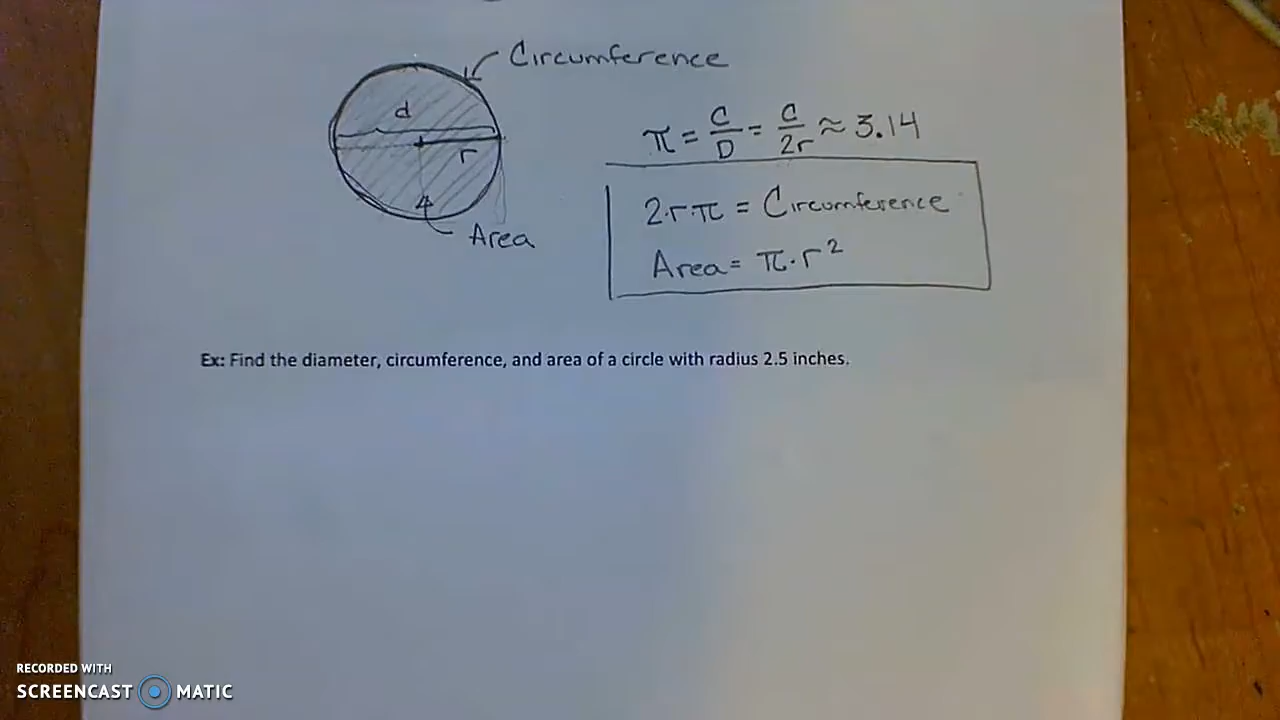 Circumference
d
r
Area
π = C/D = C/2r ≈ 3.14
2·r·π = Circumference
Area = π·r²
Ex: Find the diameter, circumference, and area of a circle with radius 2.5 inches.
RECORDED WITH
SCREENCAST MATIC